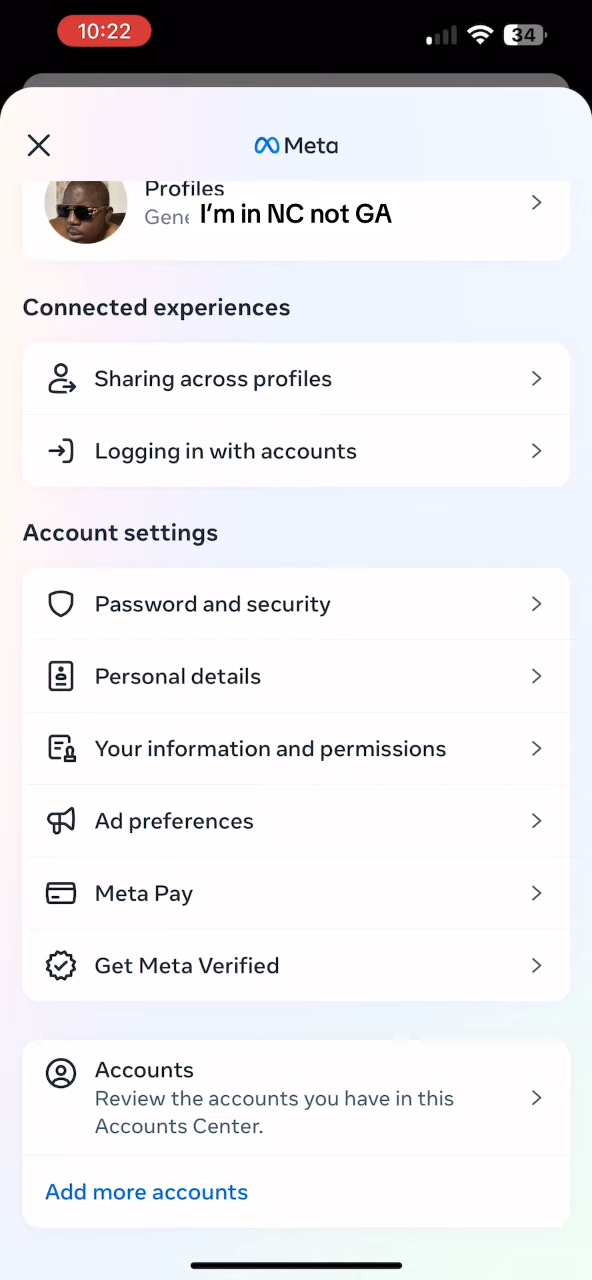 10:22
34
Meta
Profiles
Gene
I'm in NC not GA
Connected experiences
Sharing across profiles
Logging in with accounts
Account settings
Password and security
Personal details
Your information and permissions
Ad preferences
Meta Pay
Get Meta Verified
Accounts
Review the accounts you have in this
Accounts Center.
Add more accounts